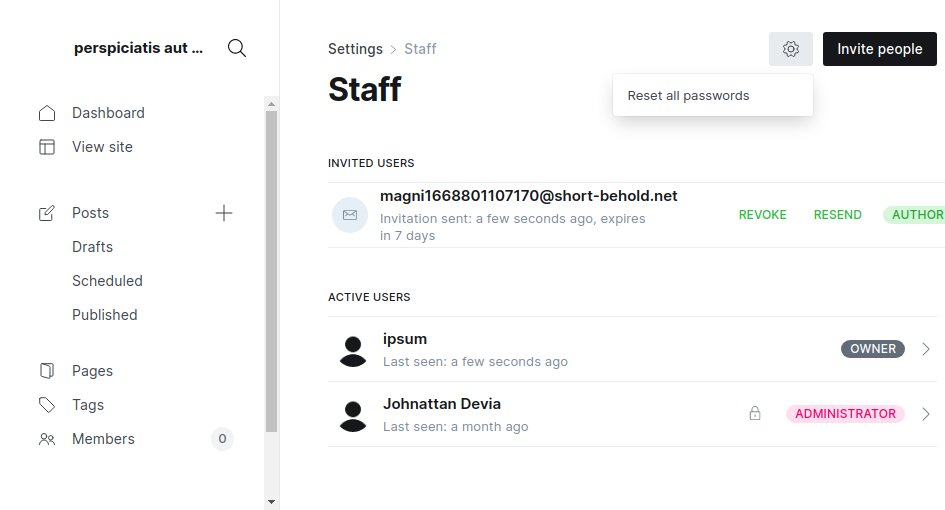 perspiciatis aut ...
Dashboard
View site
Posts
Drafts
Scheduled
Published
Pages
Tags
Members 0
Settings > Staff
Invite people
Staff
Reset all passwords
INVITED USERS
magni1668801107170@short-behold.net
Invitation sent: a few seconds ago, expires
in 7 days
REVOKE RESEND AUTHOR
ACTIVE USERS
ipsum
Last seen: a few seconds ago
OWNER
Johnattan Devia
Last seen: a month ago
ADMINISTRATOR